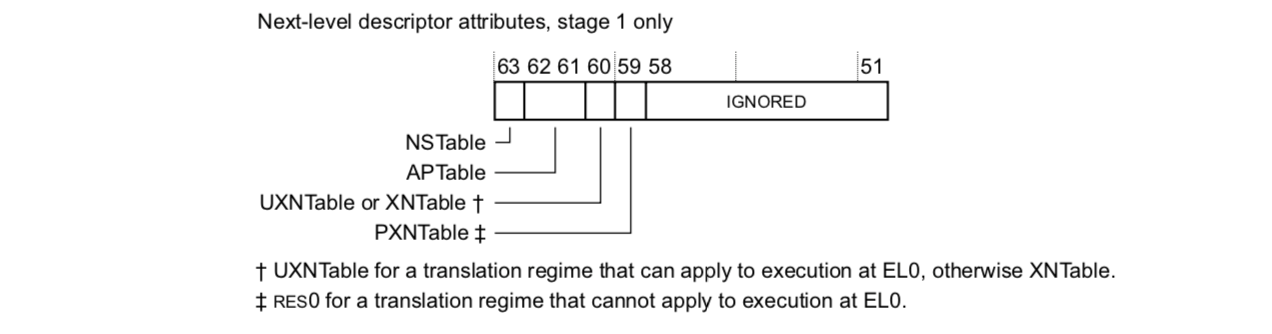 Next-level descriptor attributes, stage 1 only
63 62 61 60 59 58 51
IGNORED
NSTable
APTable
UXNTable or XNTable †
PXNTable ‡
† UXNTable for a translation regime that can apply to execution at EL0, otherwise XNTable.
‡ RES0 for a translation regime that cannot apply to execution at EL0.